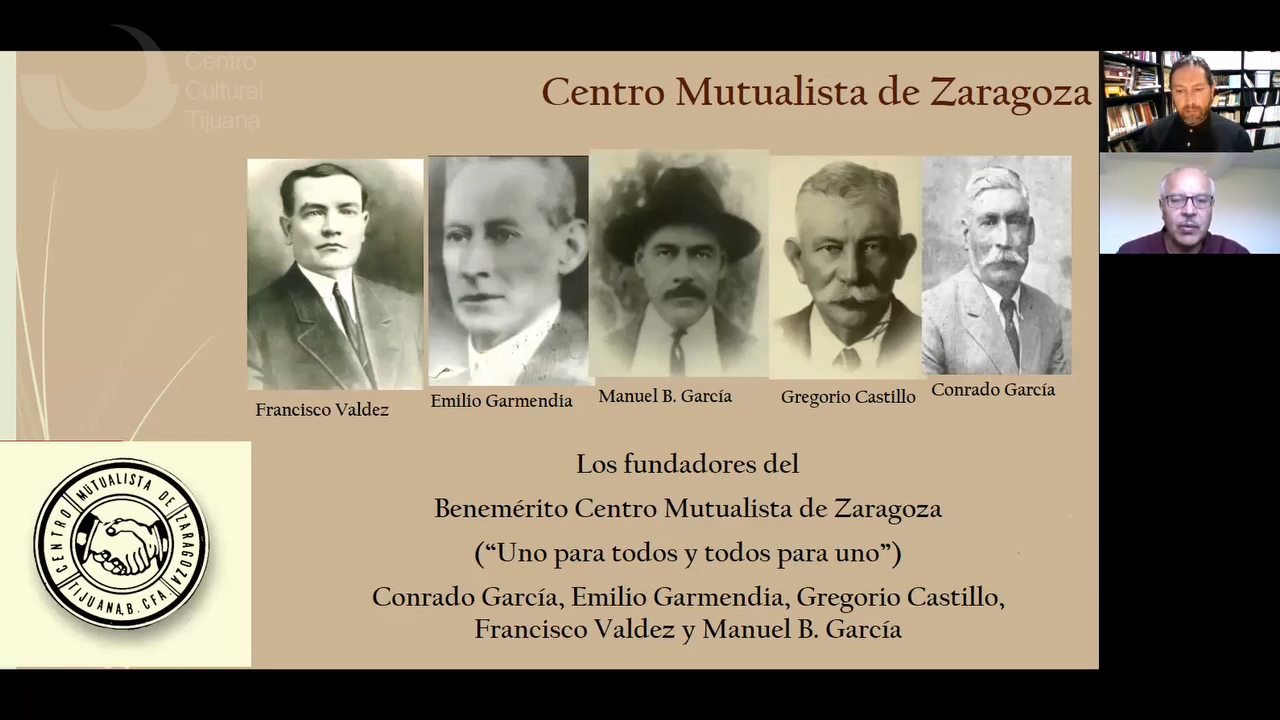 Centro
Cultural
Tijuana
Centro Mutualista de Zaragoza
Francisco Valdez
Emilio Garmendia
Manuel B. García
Gregorio Castillo
Conrado García
Los fundadores del
Benemérito Centro Mutualista de Zaragoza
(“Uno para todos y todos para uno”)
Conrado García, Emilio Garmendia, Gregorio Castillo,
Francisco Valdez y Manuel B. García
CENTRO MUTUALISTA DE ZARAGOZA
TIJUANA, B. CFA.